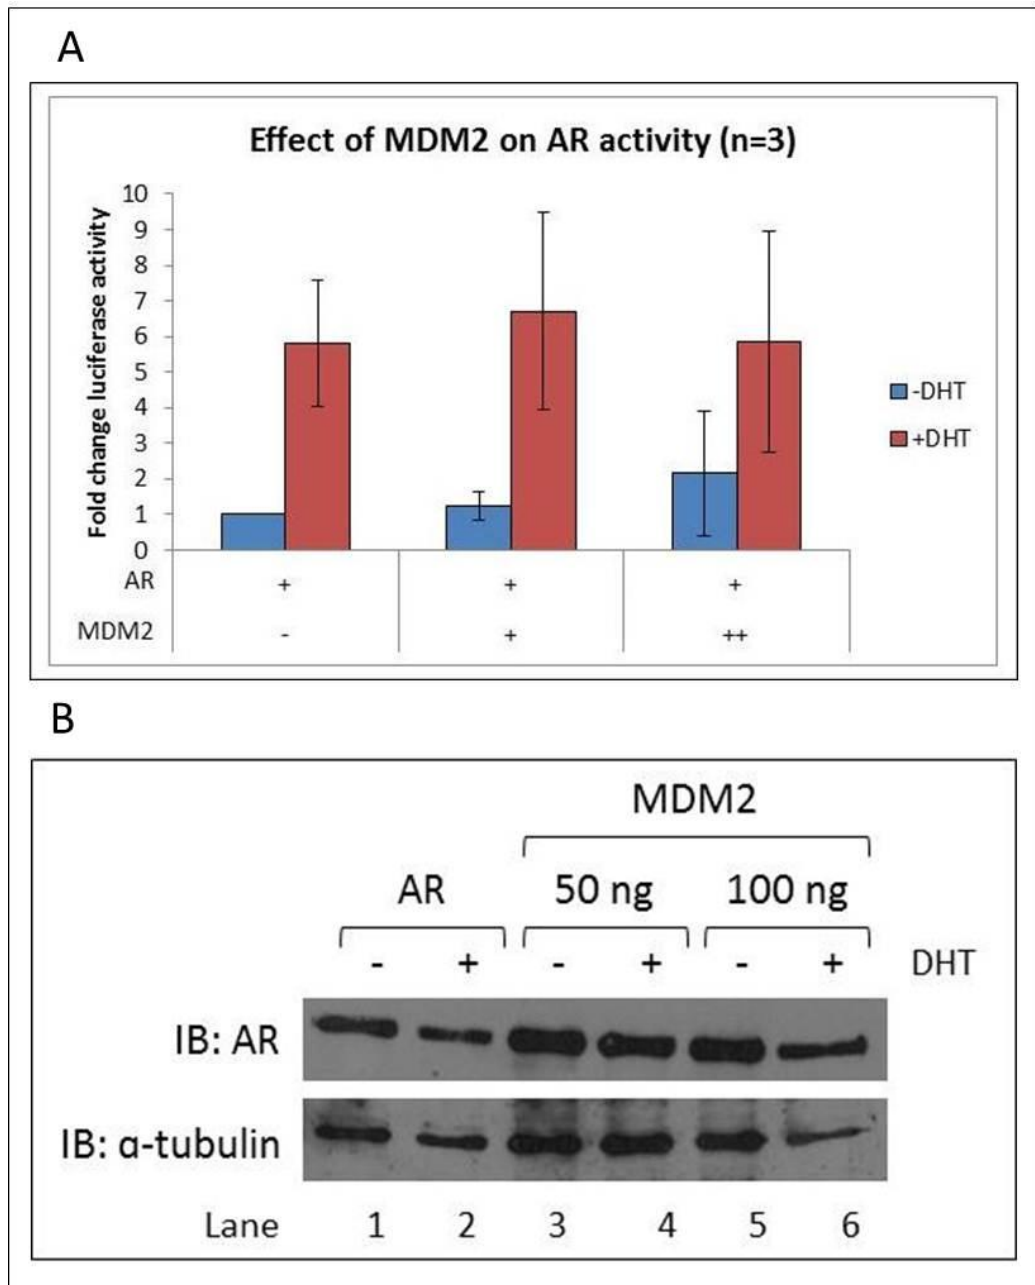 A
Effect of MDM2 on AR activity (n=3)
Fold change luciferase activity
10
9
8
7
6
5
4
3
2
1
0
-DHT
+DHT
AR + + +
MDM2 - + ++
B
MDM2
AR 50 ng 100 ng
- + - + - + DHT
IB: AR
IB: α-tubulin
Lane 1 2 3 4 5 6